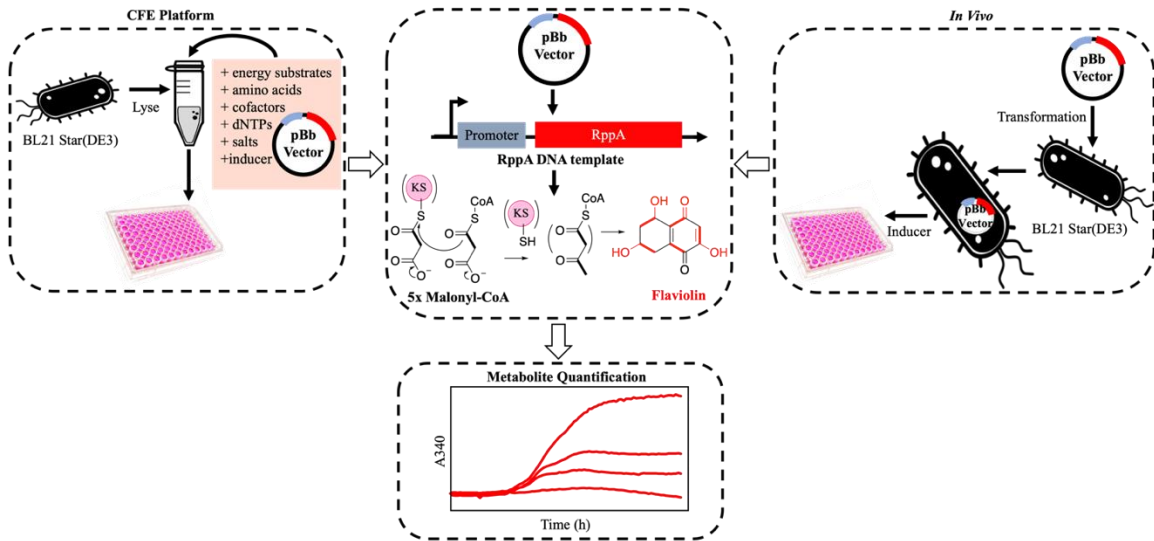 CFE Platform
BL21 Star(DE3)
Lyse
+ energy substrates
+ amino acids
+ cofactors
+ dNTPs
+ salts
+inducer
pBb
Vector
pBb
Vector
Promoter
RppA
RppA DNA template
KS
S
O
O
O
O⁻
CoA
S
O
O
O⁻
KS
SH
CoA
S
O
O
OH
O
HO
OH
O
5x Malonyl-CoA
Flaviolin
In Vivo
pBb
Vector
Transformation
BL21 Star(DE3)
pBb
Vector
Inducer
Metabolite Quantification
A340
Time (h)